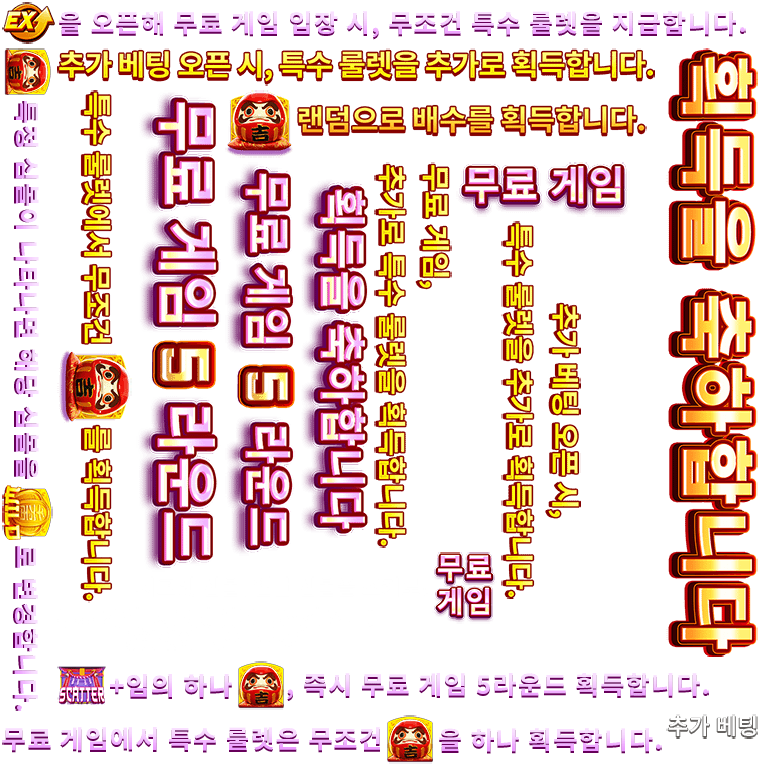 EX 을 오픈해 무료 게임 입장 시, 무조건 특수 룰렛을 지급합니다.
추가 베팅 오픈 시, 특수 룰렛을 추가로 획득합니다.
랜덤으로 배수를 획득합니다.
특정 심볼이 나타나면 해당 심볼을 WILD 로 변경합니다.
특수 룰렛에서 무조건 를 획득합니다.
무료 게임 5 라운드
무료 게임 5 라운드
획득을 축하합니다
무료 게임,
추가로 특수 룰렛을 획득합니다.
무료 게임
추가 베팅 오픈 시,
특수 룰렛을 추가로 획득합니다.
무료
게임
획득을 축하합니다
SCATTER +임의 하나 , 즉시 무료 게임 5라운드 획득합니다.
무료 게임에서 특수 룰렛은 무조건 을 하나 획득합니다.
추가 베팅